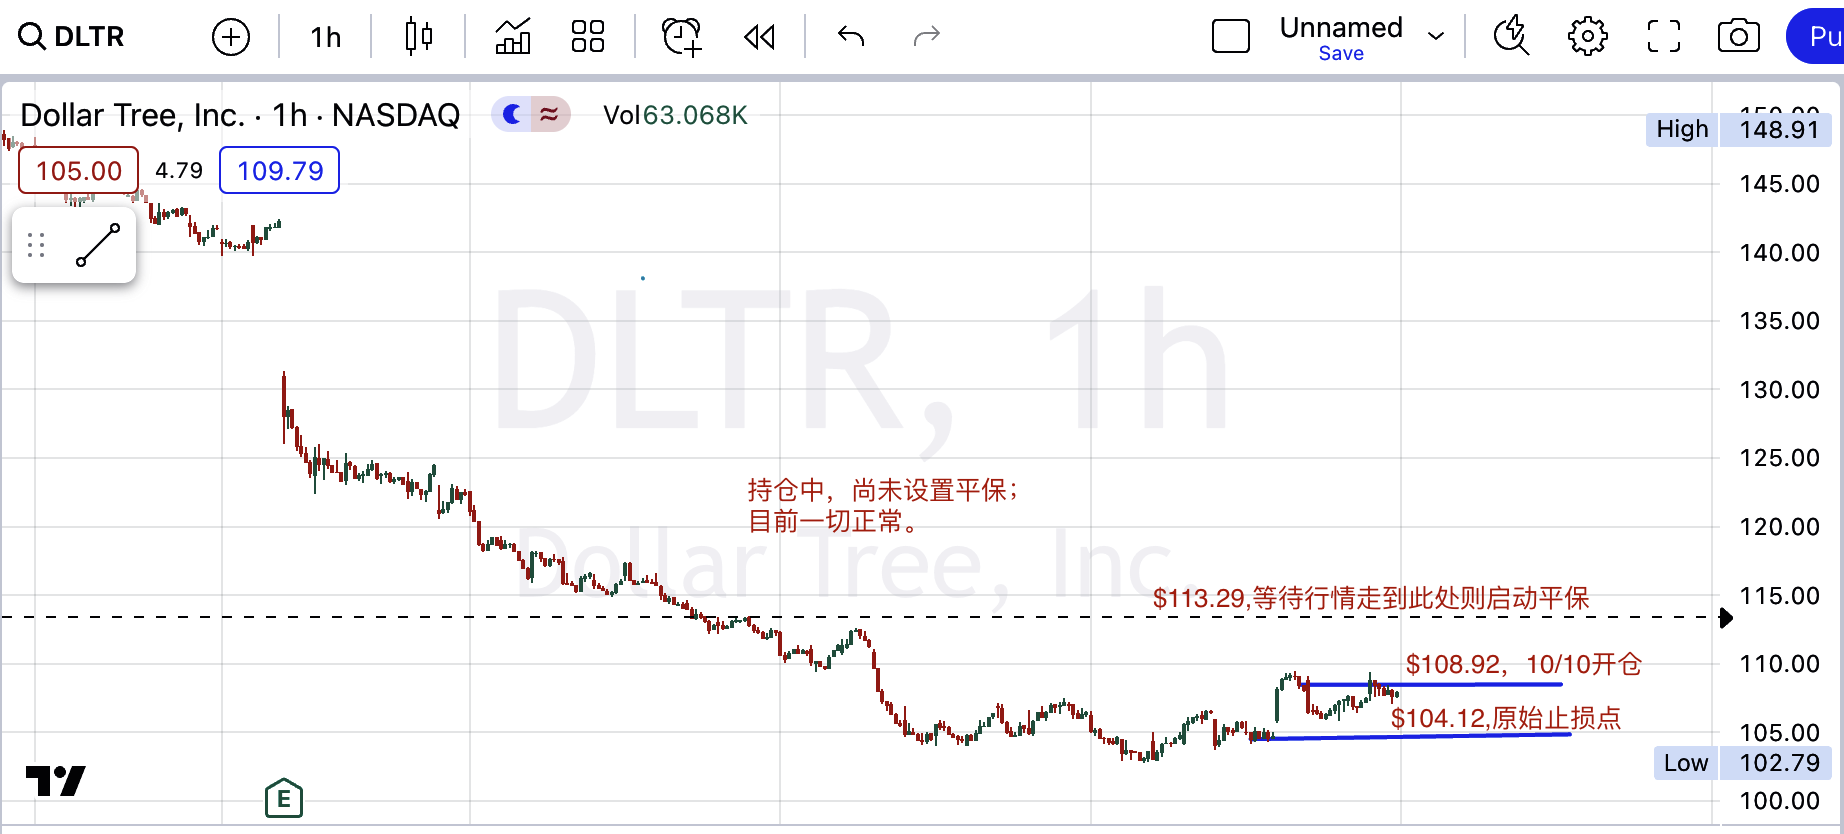 DLTR
1h
Unnamed
Save
Pu
Dollar Tree, Inc. · 1h · NASDAQ
Vol63.068K
105.00
4.79
109.79
DLTR, 1h
Dollar Tree, Inc.
持仓中，尚未设置平保；
目前一切正常。
$113.29,等待行情走到此处则启动平保
$108.92，10/10开仓
$104.12,原始止损点
150.00
High 148.91
145.00
140.00
135.00
130.00
125.00
120.00
115.00
110.00
105.00
Low 102.79
100.00
E